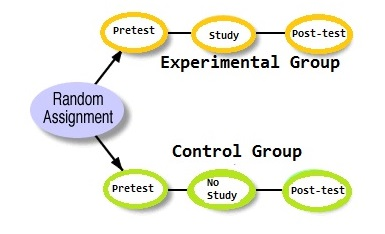 Pretest
Study
Post-test
Experimental Group
Random
Assignment
Control Group
Pretest
No
Study
Post-test